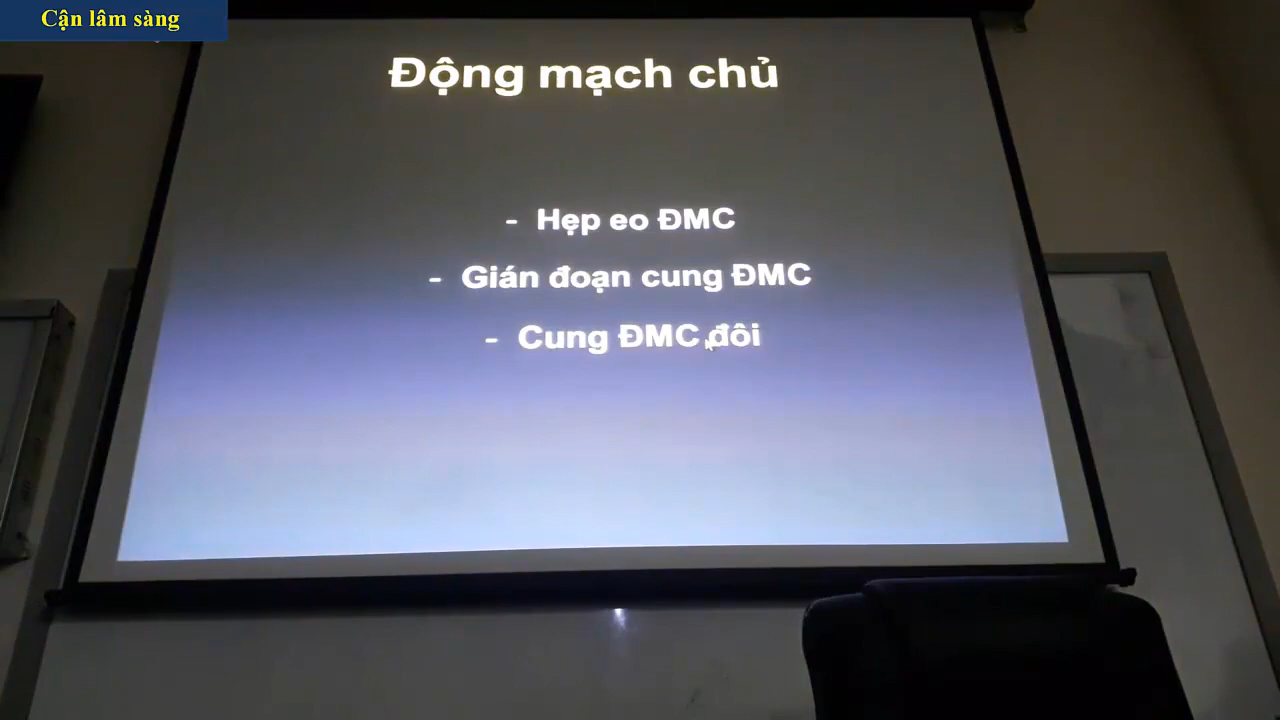 Cận lâm sàng
Động mạch chủ
- Hẹp eo ĐMC
- Gián đoạn cung ĐMC
- Cung ĐMC đôi